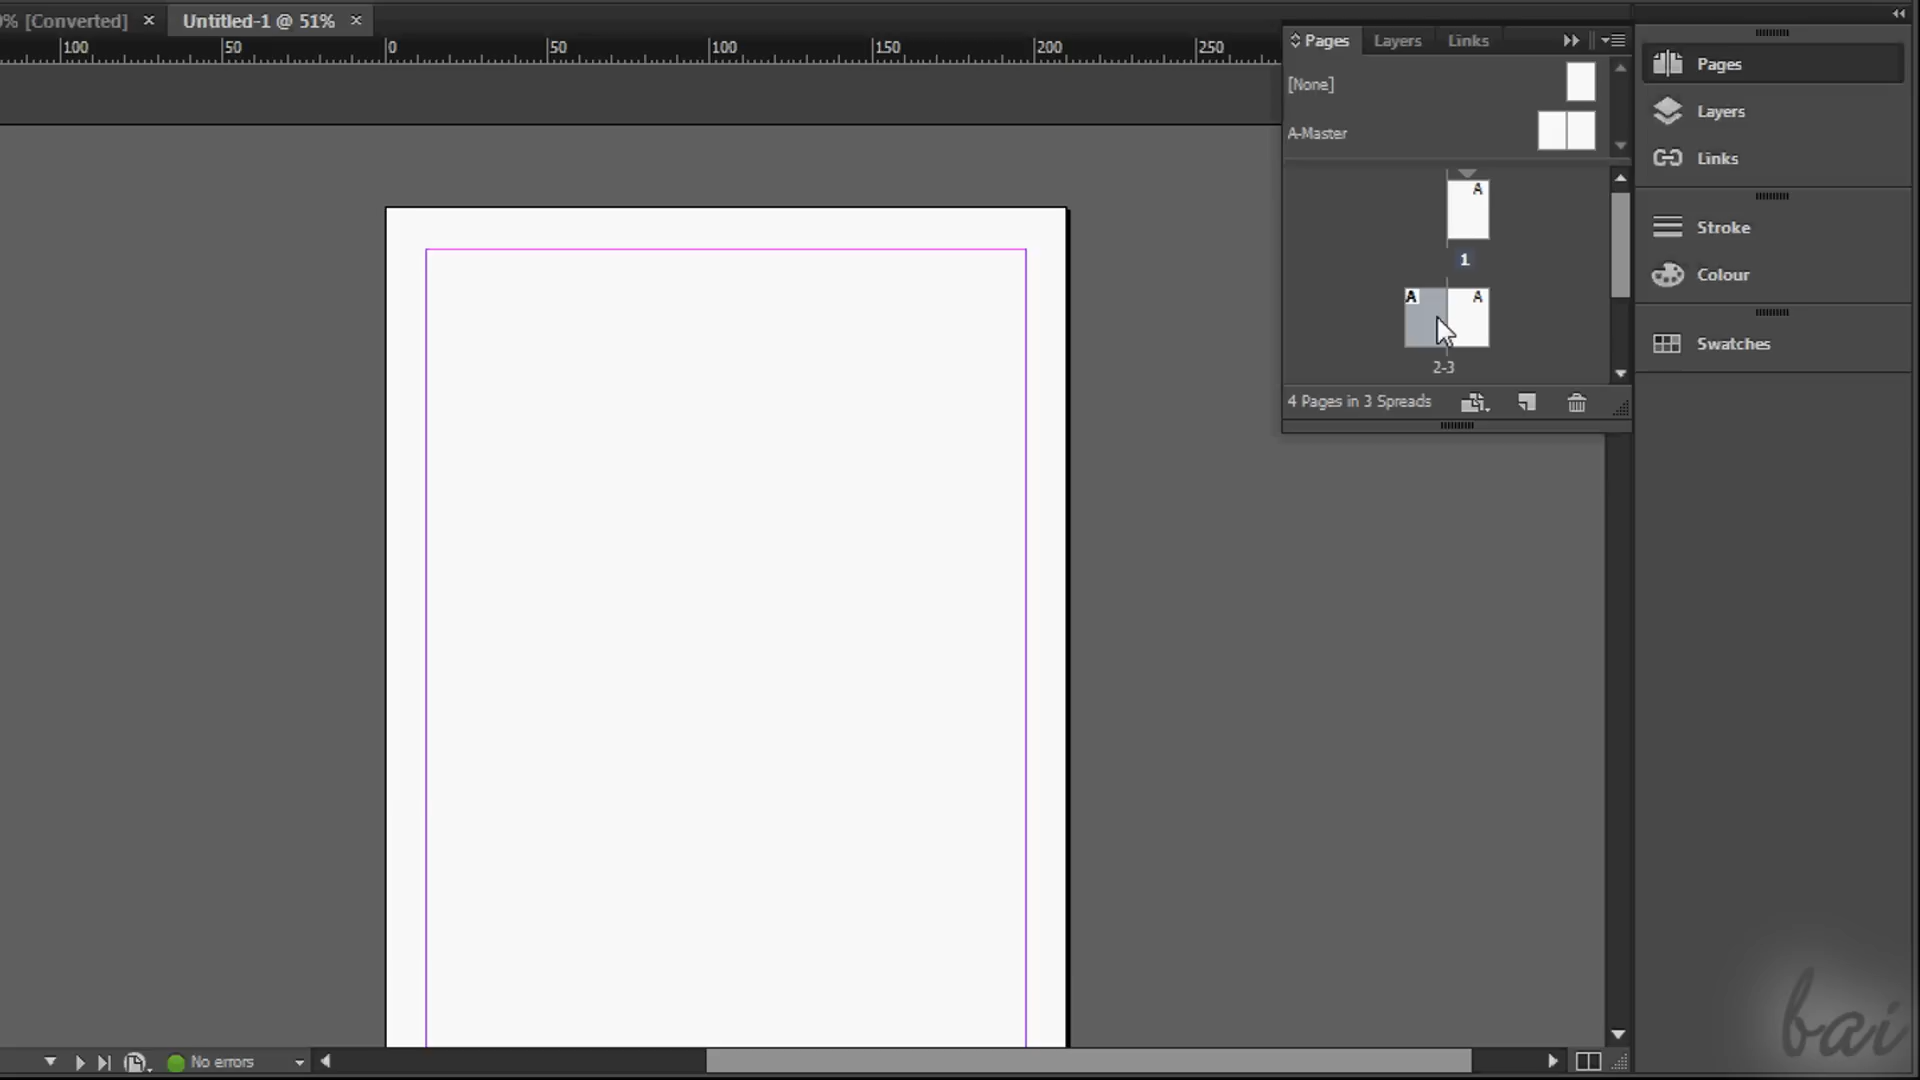 9% [Converted] ×
Untitled-1 @ 51% ×
100 50 0 50 100 150 200 250
Pages Layers Links
[None]
A-Master
A
1
A A
2-3
4 Pages in 3 Spreads
Pages
Layers
Links
Stroke
Colour
Swatches
No errors
bai